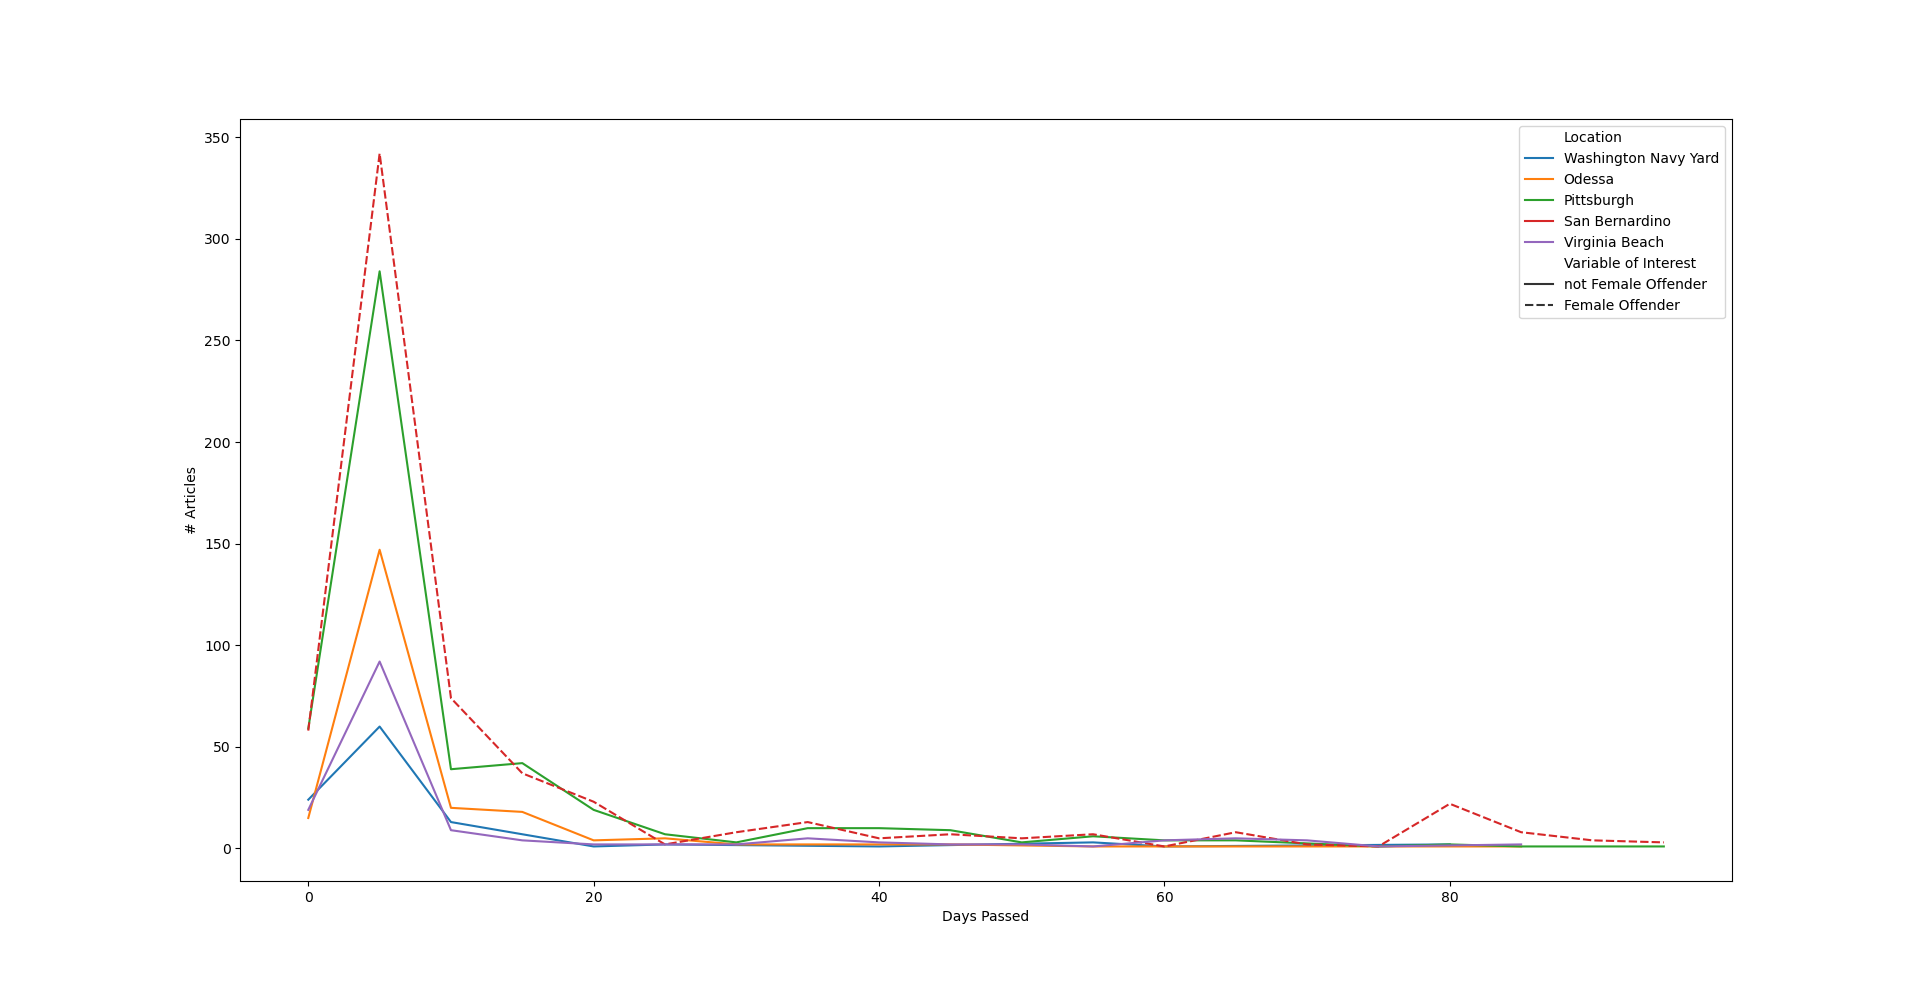 350
300
250
200
150
100
50
0
# Articles
0 20 40 60 80
Days Passed
Location
Washington Navy Yard
Odessa
Pittsburgh
San Bernardino
Virginia Beach
Variable of Interest
not Female Offender
Female Offender